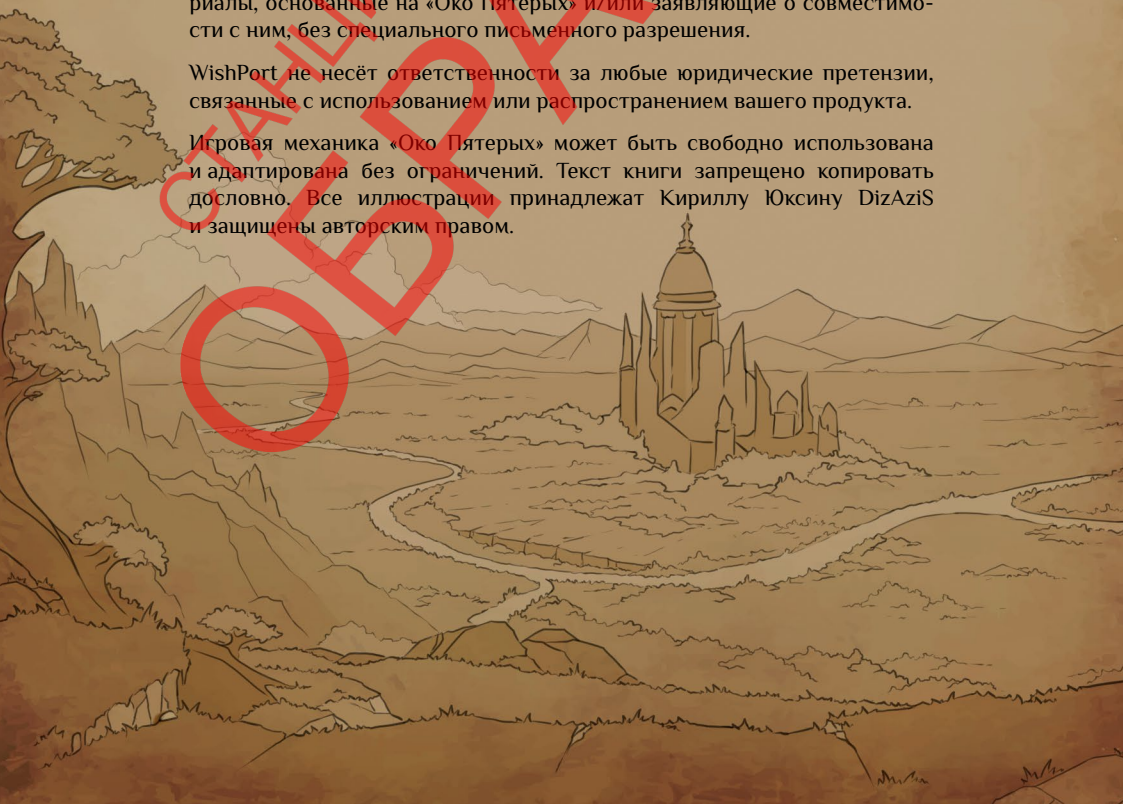 риалы, основанные на «Око Пятерых» и/или заявляющие о совместимо-
сти с ним, без специального письменного разрешения.
WishPort не несёт ответственности за любые юридические претензии,
связанные с использованием или распространением вашего продукта.
Игровая механика «Око Пятерых» может быть свободно использована
и адаптирована без ограничений. Текст книги запрещено копировать
дословно. Все иллюстрации принадлежат Кириллу Юксину DizAziS
и защищены авторским правом.